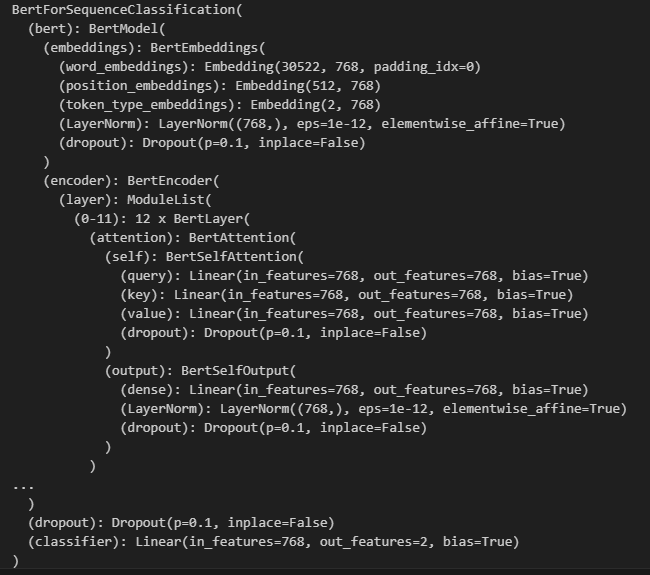 BertForSequenceClassification(
  (bert): BertModel(
    (embeddings): BertEmbeddings(
      (word_embeddings): Embedding(30522, 768, padding_idx=0)
      (position_embeddings): Embedding(512, 768)
      (token_type_embeddings): Embedding(2, 768)
      (LayerNorm): LayerNorm((768,), eps=1e-12, elementwise_affine=True)
      (dropout): Dropout(p=0.1, inplace=False)
    )
    (encoder): BertEncoder(
      (layer): ModuleList(
        (0-11): 12 x BertLayer(
          (attention): BertAttention(
            (self): BertSelfAttention(
              (query): Linear(in_features=768, out_features=768, bias=True)
              (key): Linear(in_features=768, out_features=768, bias=True)
              (value): Linear(in_features=768, out_features=768, bias=True)
              (dropout): Dropout(p=0.1, inplace=False)
            )
            (output): BertSelfOutput(
              (dense): Linear(in_features=768, out_features=768, bias=True)
              (LayerNorm): LayerNorm((768,), eps=1e-12, elementwise_affine=True)
              (dropout): Dropout(p=0.1, inplace=False)
            )
          )
...
  )
  (dropout): Dropout(p=0.1, inplace=False)
  (classifier): Linear(in_features=768, out_features=2, bias=True)
)